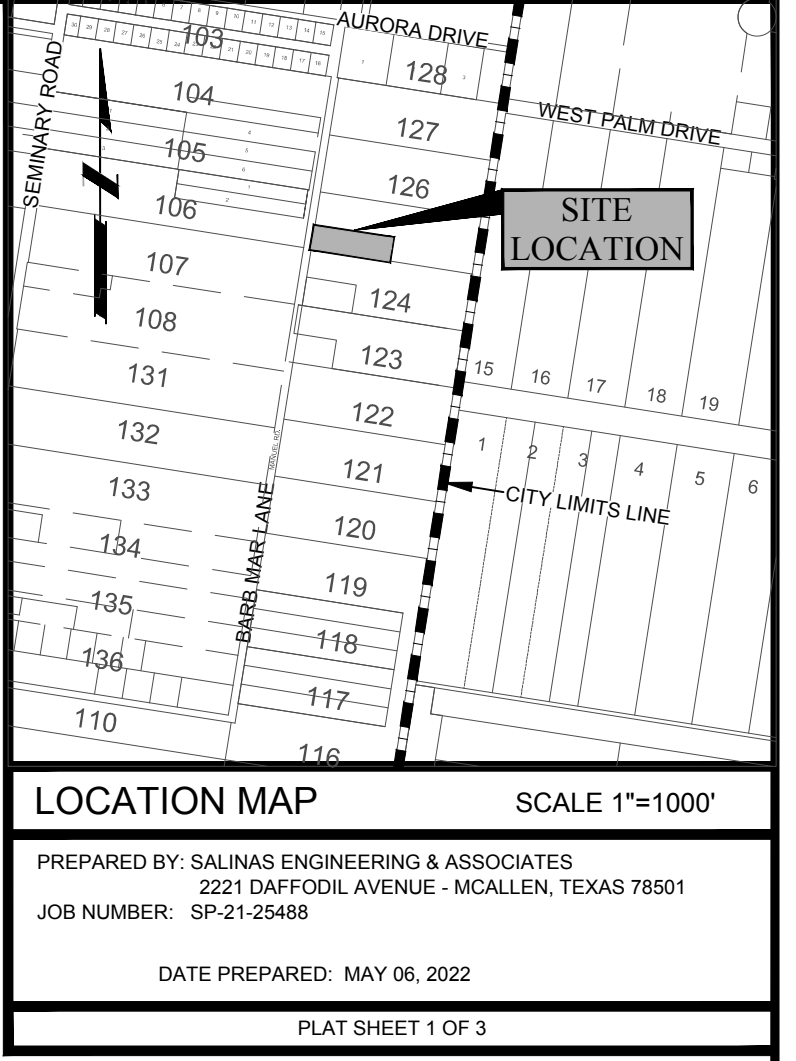 AURORA DRIVE
103
SEMINARY ROAD
128
104
WEST PALM DRIVE
127
105
126
106
SITE
LOCATION
107
124
108
123
131
15
16
17
18
19
122
132
1
2
3
4
5
6
121
133
MANUEL RD.
CITY LIMITS LINE
120
134
BARB MAR LANE
119
135
118
136
117
110
116
LOCATION MAP
SCALE 1"=1000'
PREPARED BY: SALINAS ENGINEERING & ASSOCIATES
2221 DAFFODIL AVENUE - MCALLEN, TEXAS 78501
JOB NUMBER: SP-21-25488
DATE PREPARED: MAY 06, 2022
PLAT SHEET 1 OF 3